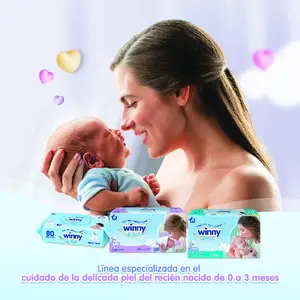 winny
80
winny
winny
Línea especializada en el
cuidado de la delicada piel del recién nacido de 0 a 3 meses